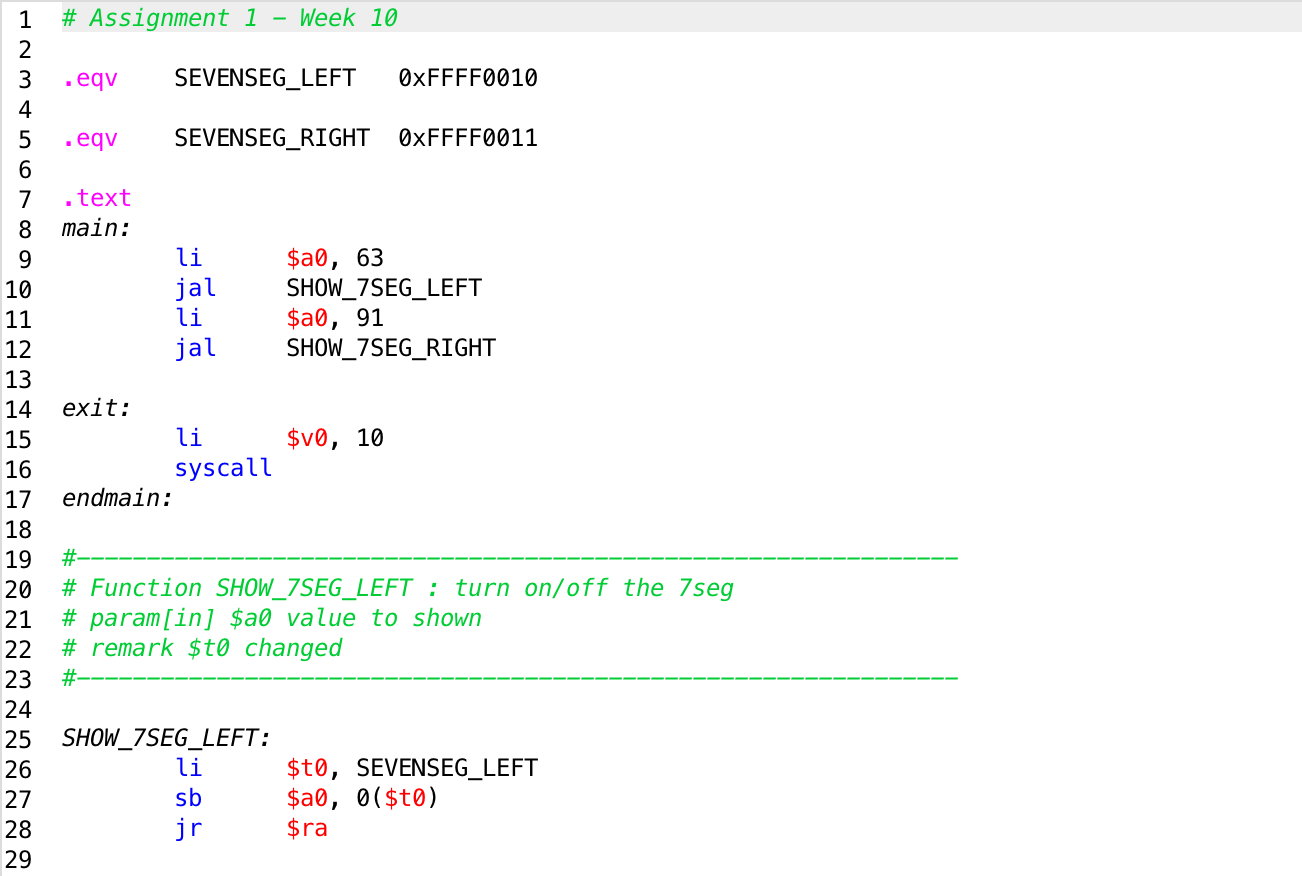 1 # Assignment 1 – Week 10
2
3 .eqv SEVENSEG_LEFT 0xFFFF0010
4
5 .eqv SEVENSEG_RIGHT 0xFFFF0011
6
7 .text
8 main:
9 li $a0, 63
10 jal SHOW_7SEG_LEFT
11 li $a0, 91
12 jal SHOW_7SEG_RIGHT
13
14 exit:
15 li $v0, 10
16 syscall
17 endmain:
18
19 #---------------------------------------------------------------
20 # Function SHOW_7SEG_LEFT : turn on/off the 7seg
21 # param[in] $a0 value to shown
22 # remark $t0 changed
23 #---------------------------------------------------------------
24
25 SHOW_7SEG_LEFT:
26 li $t0, SEVENSEG_LEFT
27 sb $a0, 0($t0)
28 jr $ra
29